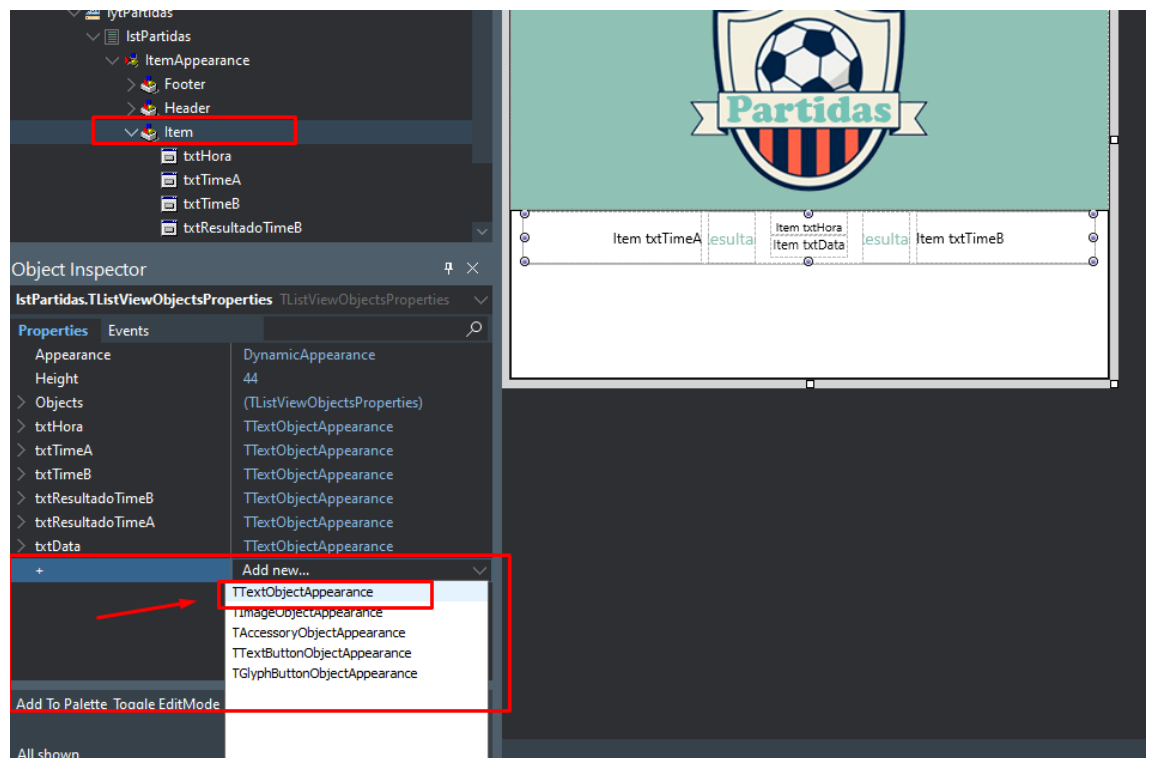 lytPartidas
lstPartidas
ItemAppearance
Footer
Header
Item
txtHora
txtTimeA
txtTimeB
txtResultadoTimeB
Object Inspector
lstPartidas.TListViewObjectsProperties TListViewObjectsProperties
Properties Events
Appearance DynamicAppearance
Height 44
Objects (TListViewObjectsProperties)
txtHora TTextObjectAppearance
txtTimeA TTextObjectAppearance
txtTimeB TTextObjectAppearance
txtResultadoTimeB TTextObjectAppearance
txtResultadoTimeA TTextObjectAppearance
txtData TTextObjectAppearance
+ Add new...
TTextObjectAppearance
TImageObjectAppearance
TAccessoryObjectAppearance
TTextButtonObjectAppearance
TGlyphButtonObjectAppearance
Add To Palette Toggle EditMode
All shown
Partidas
Item txtTimeA esulta Item txtHora esulta Item txtTimeB
Item txtData